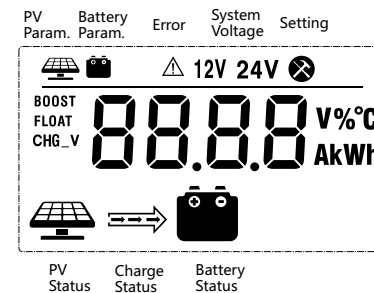 PV Battery Error System Setting
Param. Param. Voltage
12V 24V
BOOST
FLOAT
CHG_V
88.8.8
V%°C
AkWh
PV Charge Battery
Status Status Status